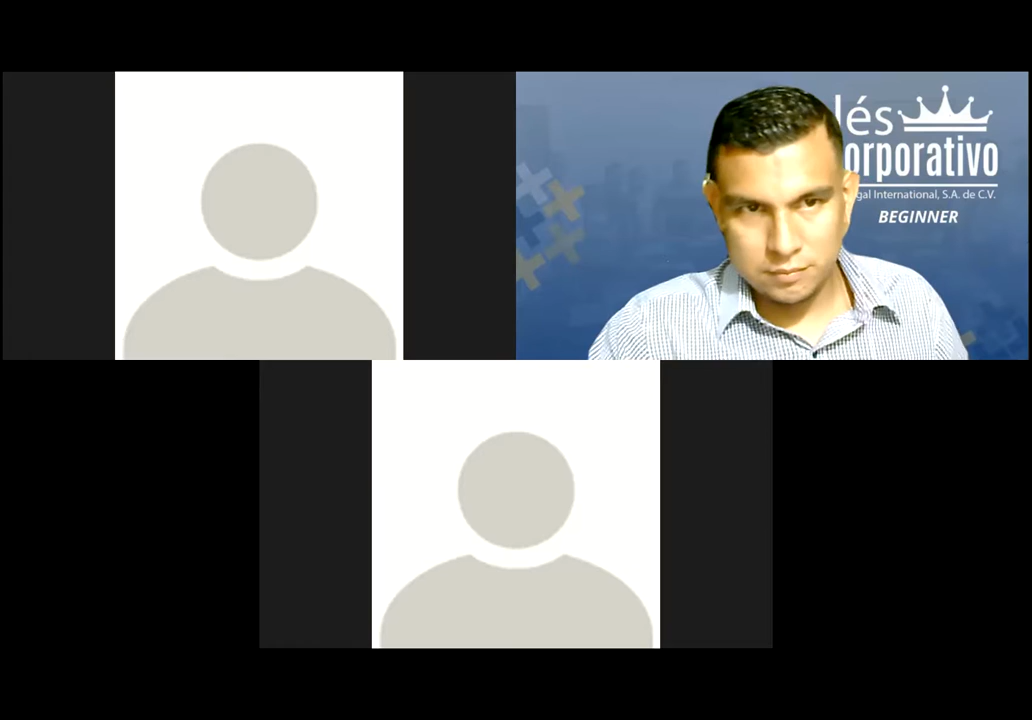 lés
orporativo
gal International, S.A. de C.V.
BEGINNER